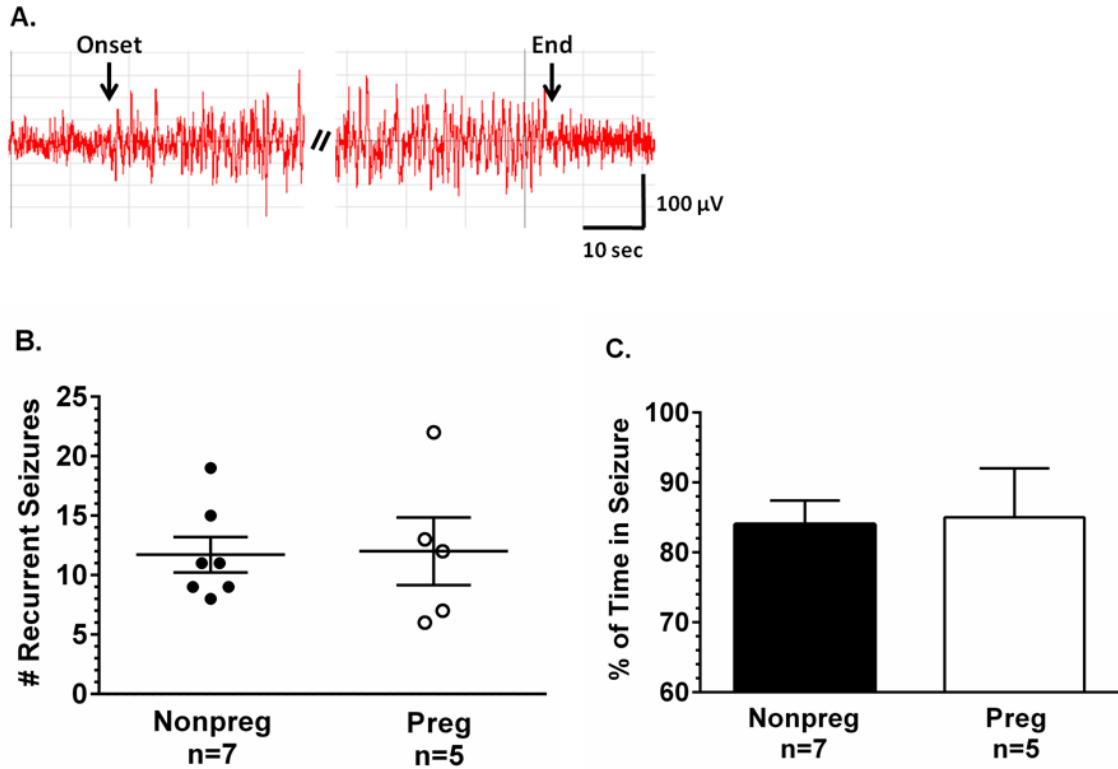 A.
Onset
End
//
100 µV
10 sec
B.
# Recurrent Seizures
25
20
15
10
5
0
Nonpreg
n=7
Preg
n=5
C.
% of Time in Seizure
100
90
80
70
60
Nonpreg
n=7
Preg
n=5